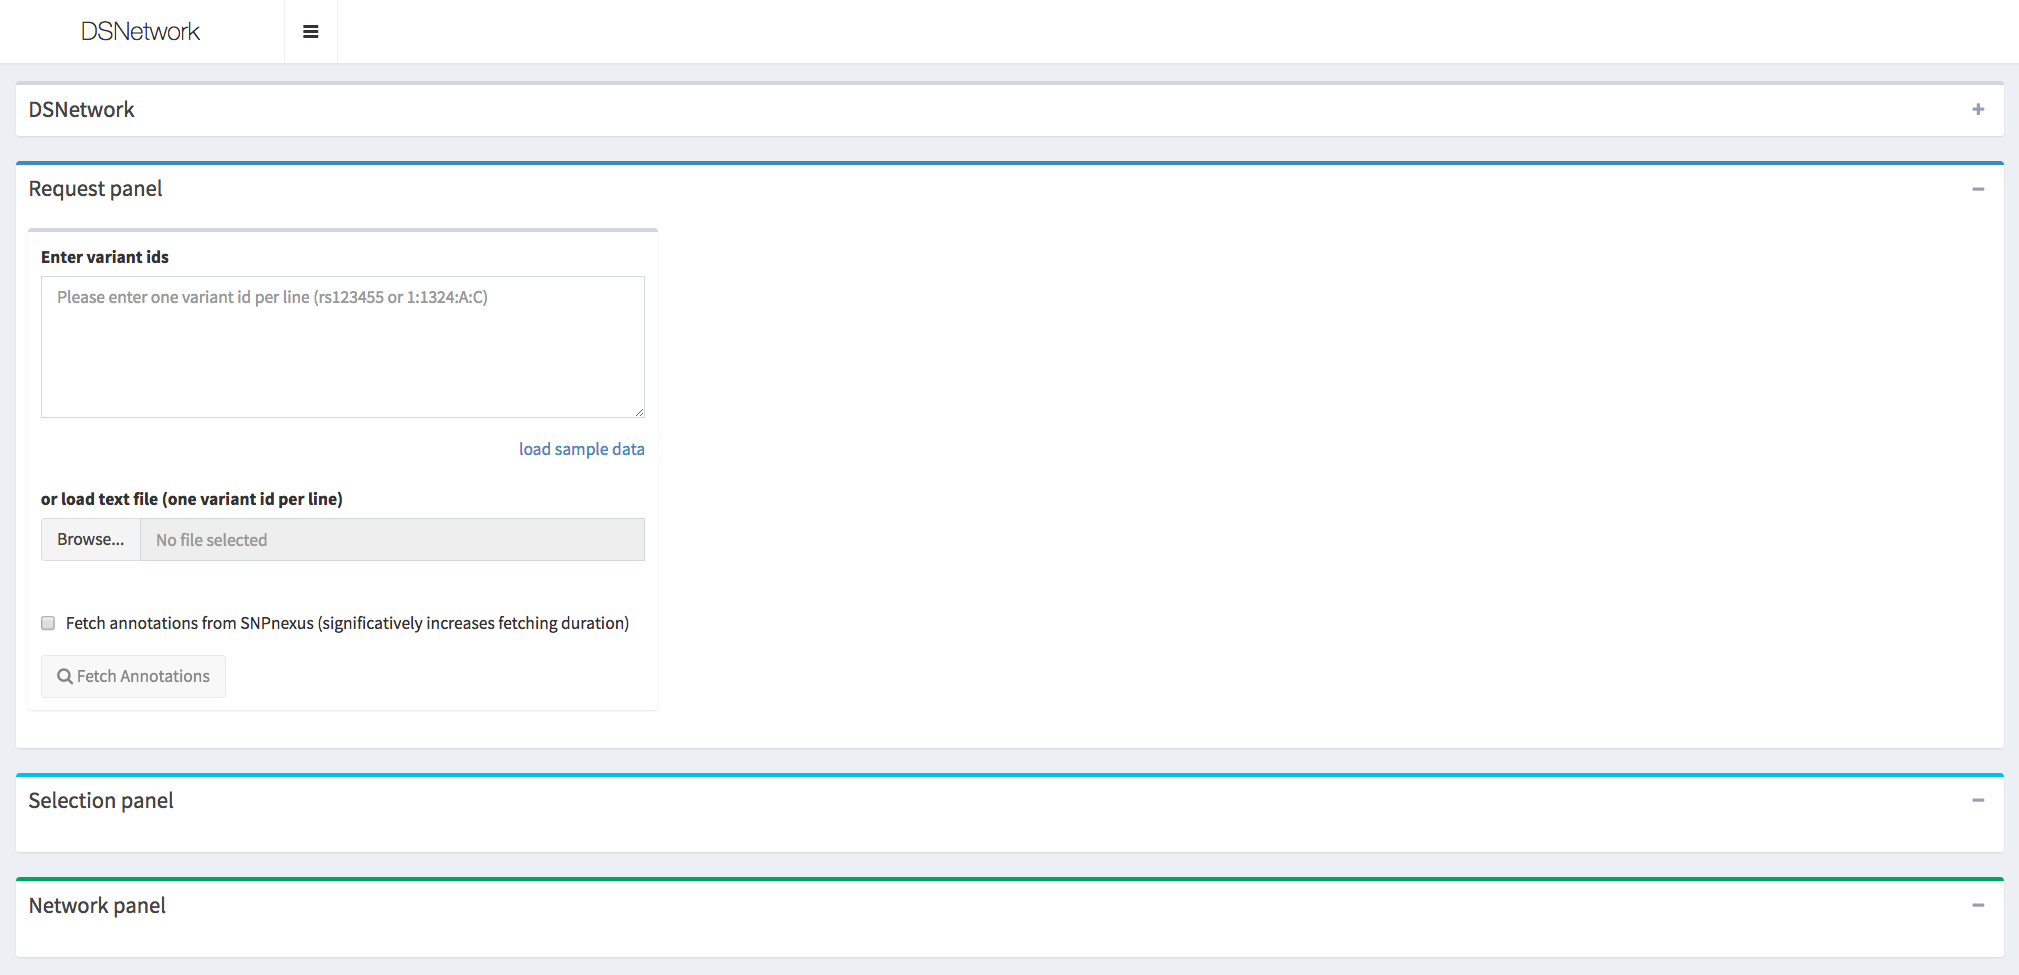 DSNetwork
DSNetwork
Request panel
Enter variant ids
Please enter one variant id per line (rs123455 or 1:1324:A:C)
load sample data
or load text file (one variant id per line)
Browse... No file selected
Fetch annotations from SNPnexus (significatively increases fetching duration)
Fetch Annotations
Selection panel
Network panel